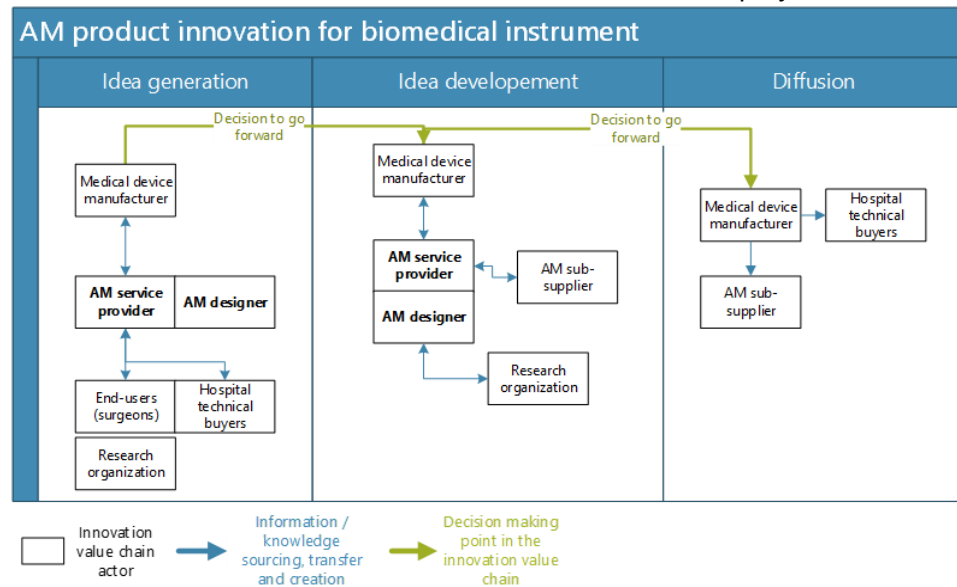 AM product innovation for biomedical instrument
Idea generation
Idea developement
Diffusion
Decision to go
forward
Decision to go
forward
Medical device
manufacturer
AM service
provider
AM designer
End-users
(surgeons)
Hospital
technical
buyers
Research
organization
Medical device
manufacturer
AM service
provider
AM designer
AM sub-
supplier
Research
organization
Medical device
manufacturer
Hospital
technical
buyers
AM sub-
supplier
Innovation
value chain
actor
Information /
knowledge
sourcing, transfer
and creation
Decision making
point in the
innovation value
chain